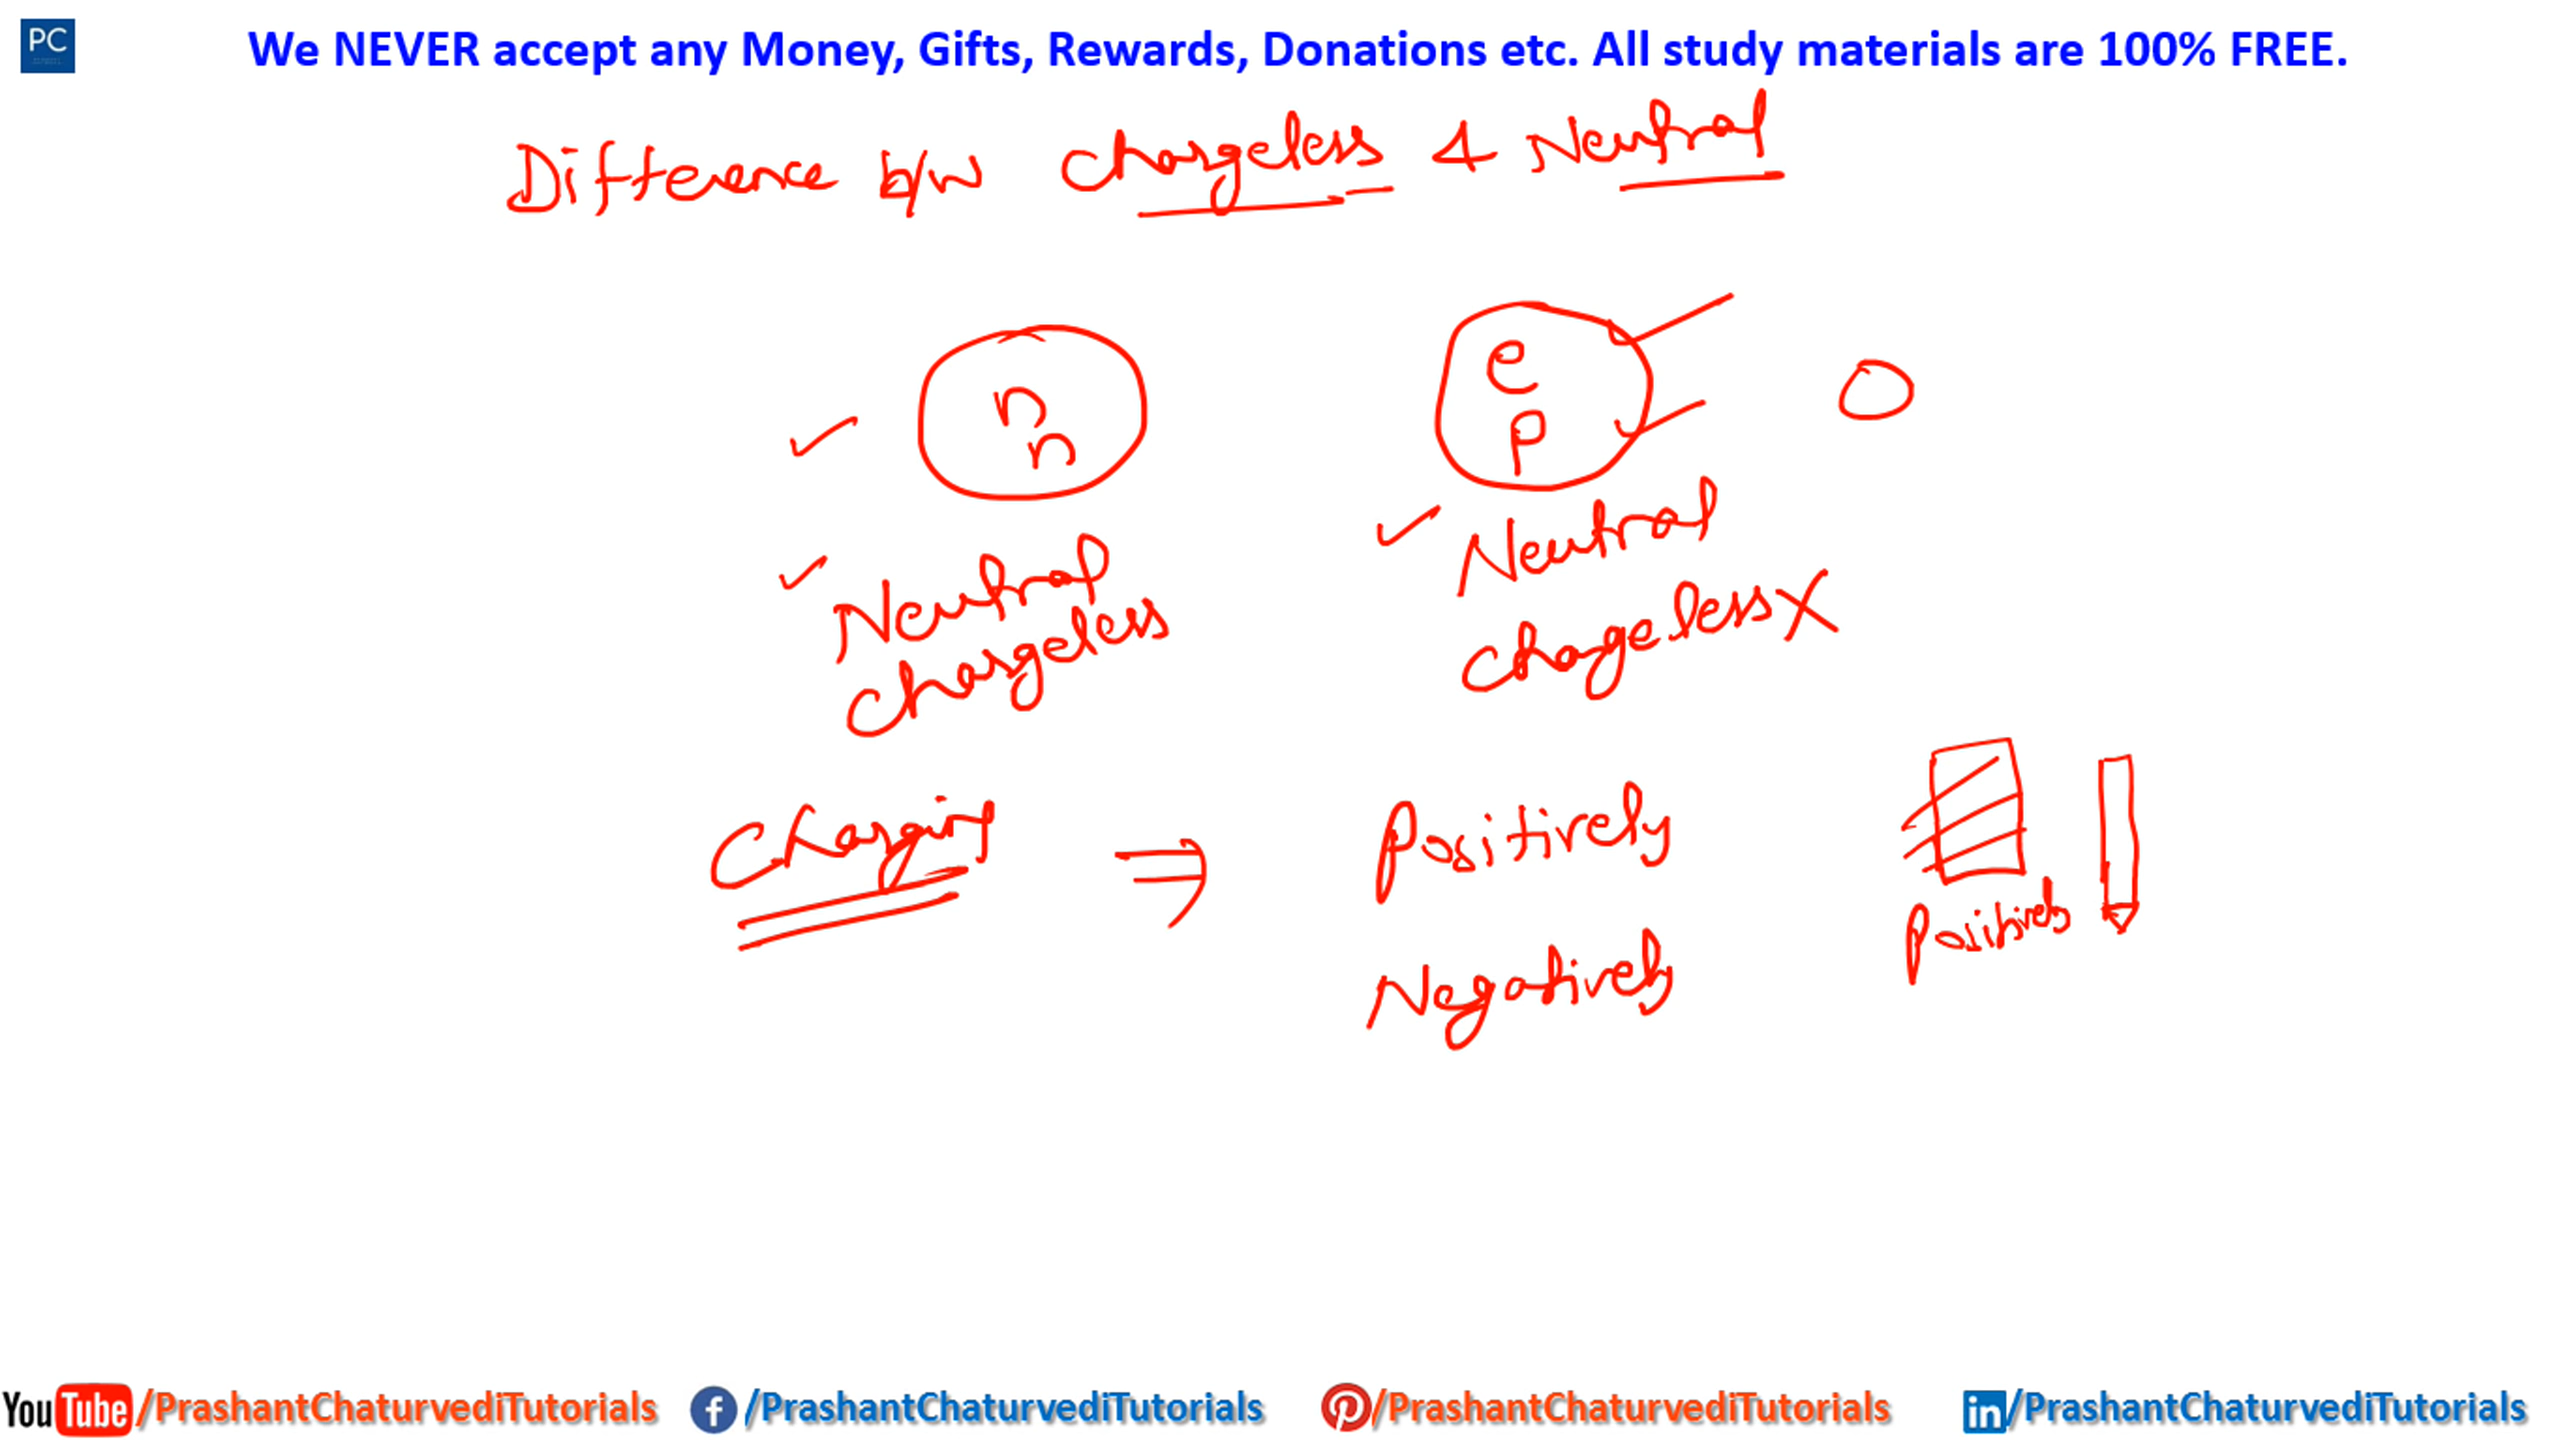 PC
We NEVER accept any Money, Gifts, Rewards, Donations etc. All study materials are 100% FREE.
Difference b/w Chargeless & Neutral
n
n
e
P
O
Neutral
Chargeless
Neutral
Chageless X
Charging ⇒ Positively
Negatively
Positively
YouTube /PrashantChaturvediTutorials f /PrashantChaturvediTutorials /PrashantChaturvediTutorials in /PrashantChaturvediTutorials